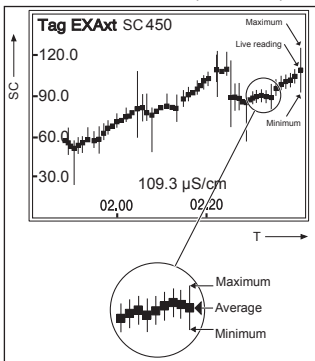 Tag EXAxt SC450
Maximum
Live reading
120.0
SC
90.0
Minimum
60.0
30.0
109.3 µS/cm
02.00 02.20
T
Maximum
Average
Minimum